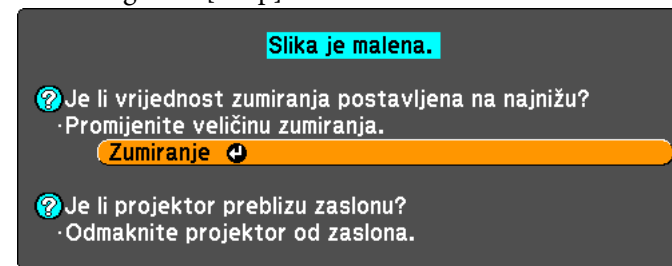 Slika je malena.
Je li vrijednost zumiranja postavljena na najnižu?
·Promijenite veličinu zumiranja.
Zumiranje
Je li projektor preblizu zaslonu?
·Odmaknite projektor od zaslona.